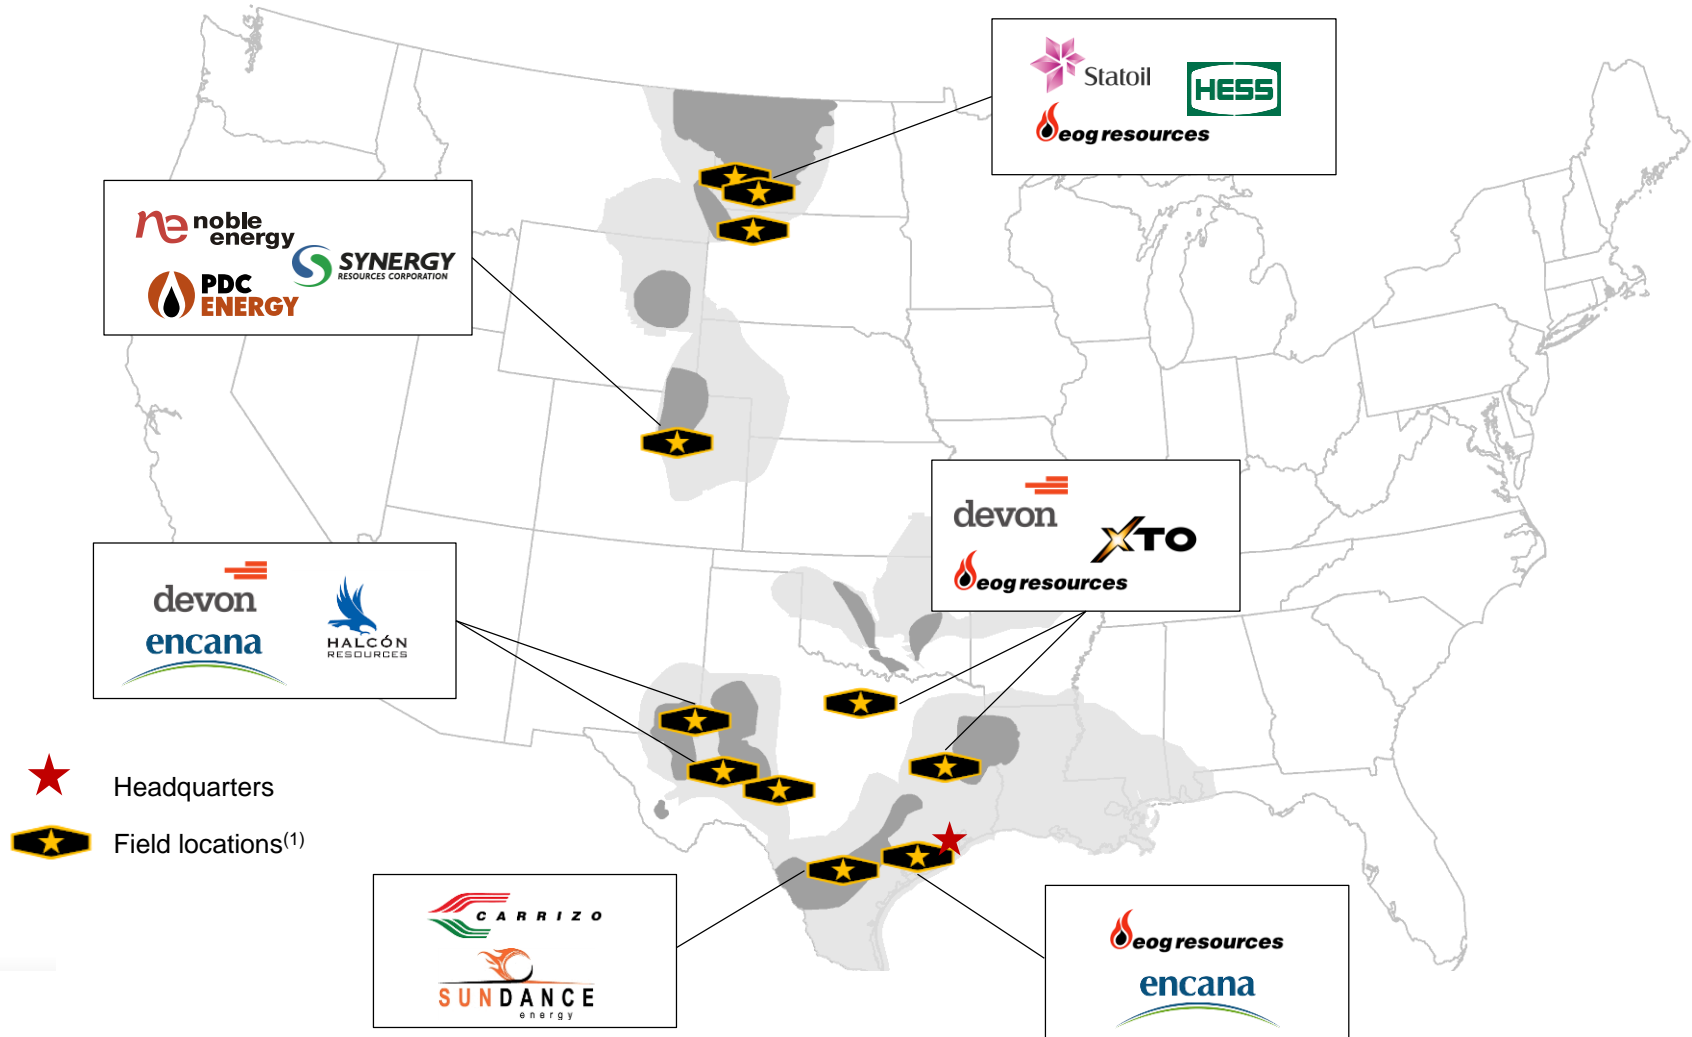 Statoil
HESS
eog resources
noble
energy
SYNERGY
RESOURCES CORPORATION
PDC
ENERGY
devon
XTO
eog resources
devon
encana
HALCÓN
RESOURCES
Headquarters
Field locations(1)
CARRIZO
SUNDANCE
energy
eog resources
encana